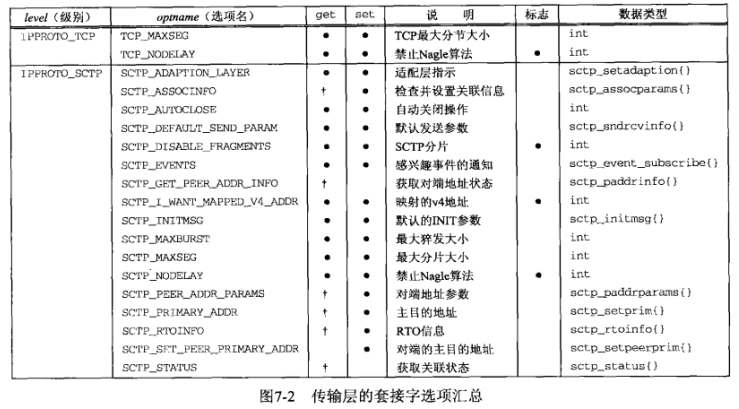 level（级别） optname（选项名） get set 说 明 标志 数据类型
IPPROTO_TCP TCP_MAXSEG ● ● TCP最大分节大小 int
TCP_NODELAY ● ● 禁止Nagle算法 ● int
IPPROTO_SCTP SCTP_ADAPTION_LAYER ● ● 适配层指示 sctp_setadaption{}
SCTP_ASSOCINFO † ● 检查并设置关联信息 sctp_assocparams{}
SCTP_AUTOCLOSE ● ● 自动关闭操作 int
SCTP_DEFAULT_SEND_PARAM ● ● 默认发送参数 sctp_sndrcvinfo{}
SCTP_DISABLE_FRAGMENTS ● ● SCTP分片 ● int
SCTP_EVENTS ● ● 感兴趣事件的通知 sctp_event_subscribe{}
SCTP_GET_PEER_ADDR_INFO † 获取对端地址状态 sctp_paddrinfo{}
SCTP_I_WANT_MAPPED_V4_ADDR ● ● 映射的v4地址 ● int
SCTP_INITMSG ● ● 默认的INIT参数 sctp_initmsg{}
SCTP_MAXBURST ● ● 最大猝发大小 int
SCTP_MAXSEG ● ● 最大分片大小 int
SCTP_NODELAY ● ● 禁止Nagle算法 ● int
SCTP_PEER_ADDR_PARAMS † ● 对端地址参数 sctp_paddrparams{}
SCTP_PRIMARY_ADDR † ● 主目的地址 sctp_setprim{}
SCTP_RTOINFO † ● RTO信息 sctp_rtoinfo{}
SCTP_SET_PEER_PRIMARY_ADDR ● 对端的主目的地址 sctp_setpeerprim{}
SCTP_STATUS † 获取关联状态 sctp_status{}
图7-2 传输层的套接字选项汇总